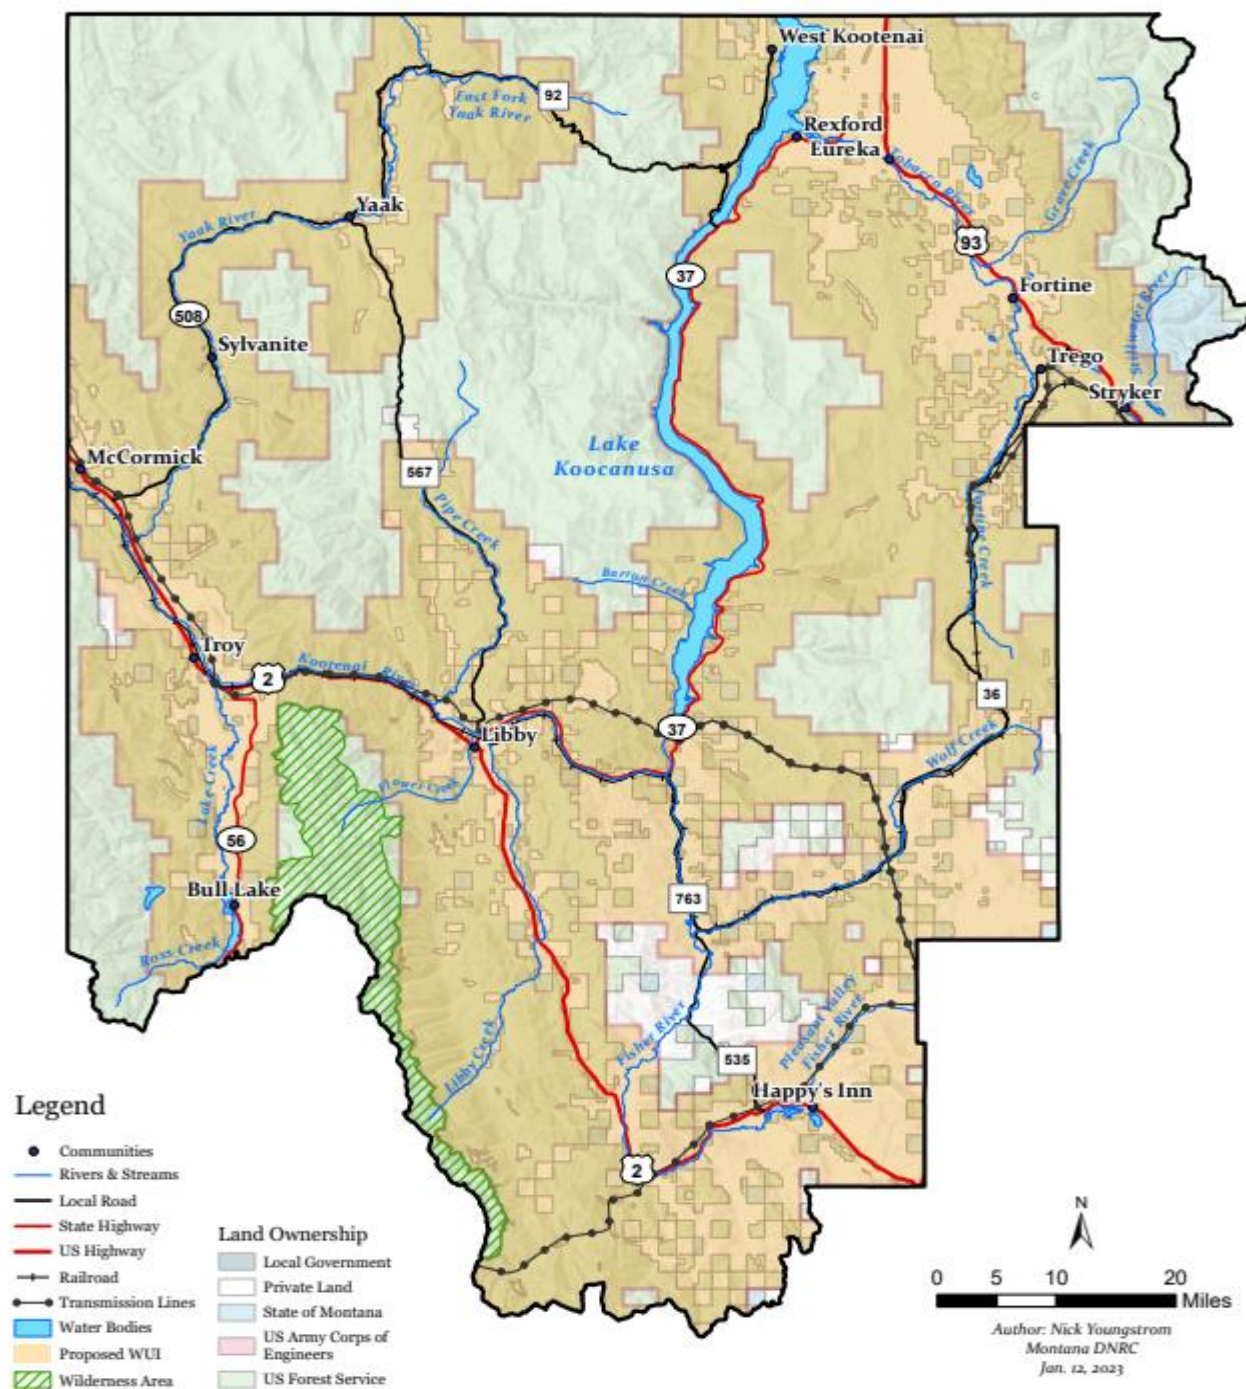 West Kootenai
East Fork
Yaak River
92
Rexford
Eureka
Tobacco River
Grave Creek
Yaak
Yaak River
93
37
Fortine
Stillwater River
508
Sylvanite
Trego
Stryker
Lake
Koocanusa
McCormick
567
Pipe Creek
Fortine Creek
Barron Creek
Troy
Kootenai River
2
36
37
Libby
Wolf Creek
Flower Creek
Lake Creek
56
Bull Lake
763
Ross Creek
Pleasant Valley
Fisher River
Fisher River
Libby Creek
535
Happy's Inn
2
Legend
Communities
Rivers & Streams
Local Road
State Highway
US Highway
Railroad
Transmission Lines
Water Bodies
Proposed WUI
Wilderness Area
Land Ownership
Local Government
Private Land
State of Montana
US Army Corps of
Engineers
US Forest Service
N
0 5 10 20
Miles
Author: Nick Youngstrom
Montana DNRC
Jan. 12, 2023